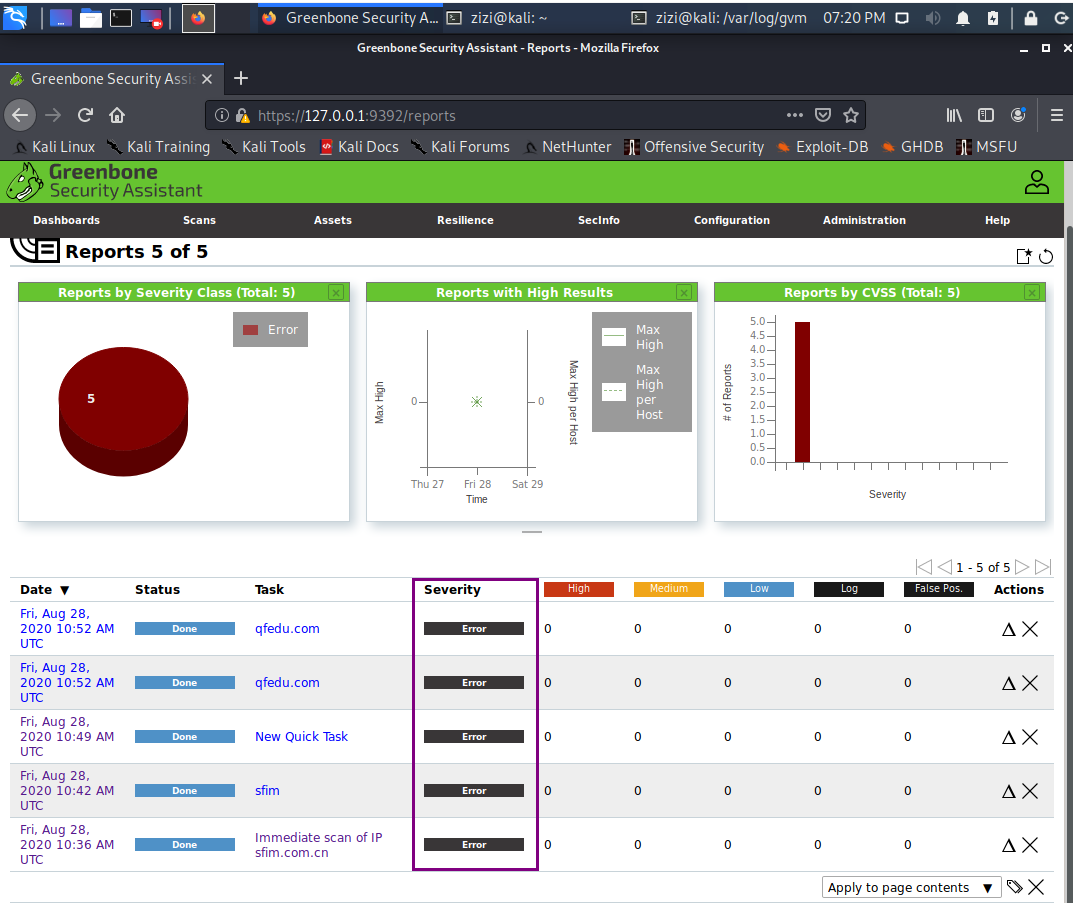 Greenbone Security A...
zizi@kali: ~
zizi@kali: /var/log/gvm
07:20 PM
Greenbone Security Assistant - Reports - Mozilla Firefox
Greenbone Security Assi
https://127.0.0.1:9392/reports
Kali Linux
Kali Training
Kali Tools
Kali Docs
Kali Forums
NetHunter
Offensive Security
Exploit-DB
GHDB
MSFU
Greenbone
Security Assistant
Dashboards
Scans
Assets
Resilience
SecInfo
Configuration
Administration
Help
Reports 5 of 5
Reports by Severity Class (Total: 5)
Error
5
Reports with High Results
Max High
0
0
Max High per Host
Thu 27
Fri 28
Sat 29
Time
Max
High
Max
High
per
Host
Reports by CVSS (Total: 5)
# of Reports
5.0
4.5
4.0
3.5
3.0
2.5
2.0
1.5
1.0
0.5
0.0
Severity
1 - 5 of 5
Date ▼ Status Task Severity High Medium Low Log False Pos. Actions
Fri, Aug 28,
2020 10:52 AM Done qfedu.com Error 0 0 0 0 0
UTC
Fri, Aug 28,
2020 10:52 AM Done qfedu.com Error 0 0 0 0 0
UTC
Fri, Aug 28,
2020 10:49 AM Done New Quick Task Error 0 0 0 0 0
UTC
Fri, Aug 28,
2020 10:42 AM Done sfim Error 0 0 0 0 0
UTC
Fri, Aug 28,
2020 10:36 AM Done Immediate scan of IP Error 0 0 0 0 0
UTC sfim.com.cn
Apply to page contents ▼